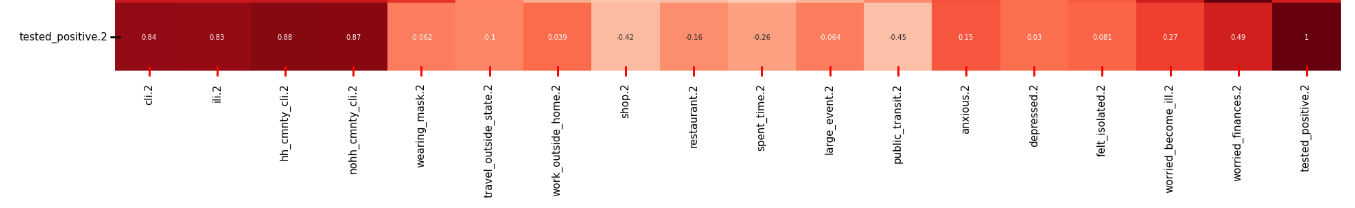 tested_positive.2
0.84 0.83 0.88 0.87 -0.062 -0.1 0.039 -0.42 -0.16 -0.26 -0.064 -0.45 0.15 0.03 0.081 0.27 0.49 1
cli.2
ili.2
hh_cmnty_cli.2
nohh_cmnty_cli.2
wearing_mask.2
travel_outside_state.2
work_outside_home.2
shop.2
restaurant.2
spent_time.2
large_event.2
public_transit.2
anxious.2
depressed.2
felt_isolated.2
worried_become_ill.2
worried_finances.2
tested_positive.2